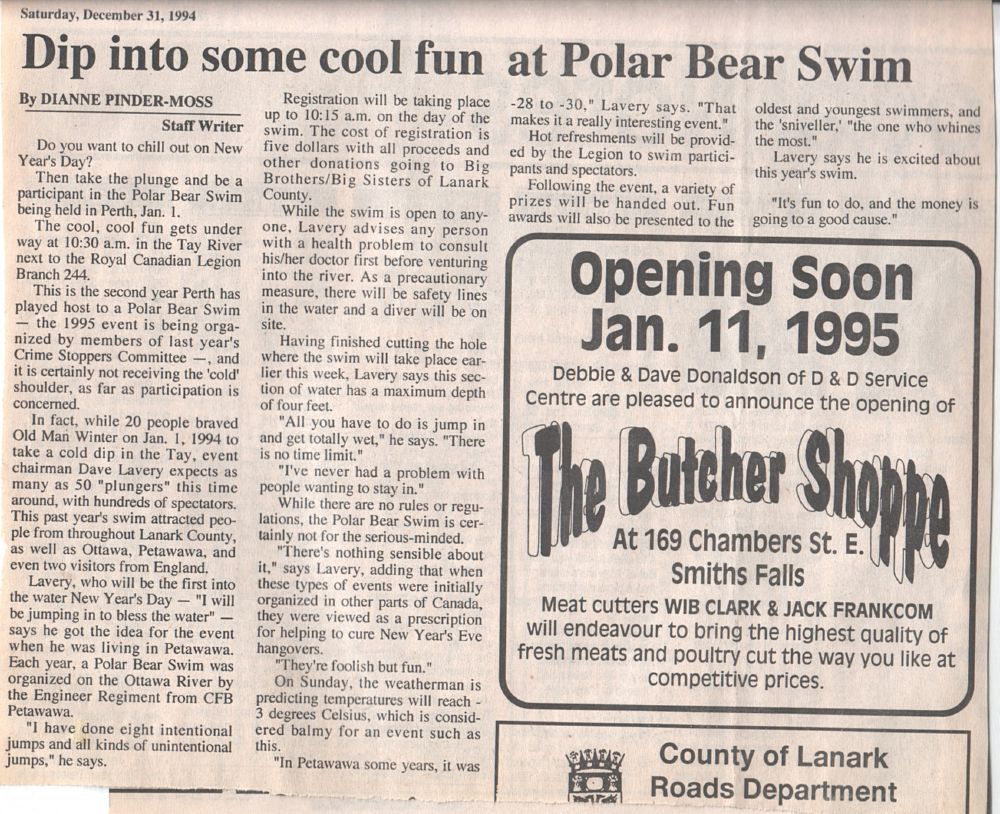 Saturday, December 31, 1994
Dip into some cool fun at Polar Bear Swim
By DIANNE PINDER-MOSS
Staff Writer
Do you want to chill out on New
Year's Day?
Then take the plunge and be a
participant in the Polar Bear Swim
being held in Perth, Jan. 1.
The cool, cool fun gets under
way at 10:30 a.m. in the Tay River
next to the Royal Canadian Legion
Branch 244.
This is the second year Perth has
played host to a Polar Bear Swim
— the 1995 event is being orga-
nized by members of last year's
Crime Stoppers Committee —, and
it is certainly not receiving the 'cold'
shoulder, as far as participation is
concerned.
In fact, while 20 people braved
Old Man Winter on Jan. 1, 1994 to
take a cold dip in the Tay, event
chairman Dave Lavery expects as
many as 50 "plungers" this time
around, with hundreds of spectators.
This past year's swim attracted peo-
ple from throughout Lanark County,
as well as Ottawa, Petawawa, and
even two visitors from England.
Lavery, who will be the first into
the water New Year's Day — "I will
be jumping in to bless the water" —
says he got the idea for the event
when he was living in Petawawa.
Each year, a Polar Bear Swim was
organized on the Ottawa River by
the Engineer Regiment from CFB
Petawawa.
"I have done eight intentional
jumps and all kinds of unintentional
jumps," he says.
Registration will be taking place
up to 10:15 a.m. on the day of the
swim. The cost of registration is
five dollars with all proceeds and
other donations going to Big
Brothers/Big Sisters of Lanark
County.
While the swim is open to any-
one, Lavery advises any person
with a health problem to consult
his/her doctor first before venturing
into the river. As a precautionary
measure, there will be safety lines
in the water and a diver will be on
site.
Having finished cutting the hole
where the swim will take place ear-
lier this week, Lavery says this sec-
tion of water has a maximum depth
of four feet.
"All you have to do is jump in
and get totally wet," he says. "There
is no time limit."
"I've never had a problem with
people wanting to stay in."
While there are no rules or regu-
lations, the Polar Bear Swim is cer-
tainly not for the serious-minded.
"There's nothing sensible about
it," says Lavery, adding that when
these types of events were initially
organized in other parts of Canada,
they were viewed as a prescription
for helping to cure New Year's Eve
hangovers.
"They're foolish but fun."
On Sunday, the weatherman is
predicting temperatures will reach -
3 degrees Celsius, which is consid-
ered balmy for an event such as
this.
"In Petawawa some years, it was
-28 to -30," Lavery says. "That
makes it a really interesting event."
Hot refreshments will be provid-
ed by the Legion to swim partici-
pants and spectators.
Following the event, a variety of
prizes will be handed out. Fun
awards will also be presented to the
oldest and youngest swimmers, and
the 'sniveller,' "the one who whines
the most."
Lavery says he is excited about
this year's swim.
"It's fun to do, and the money is
going to a good cause."
Opening Soon
Jan. 11, 1995
Debbie & Dave Donaldson of D & D Service
Centre are pleased to announce the opening of
The Butcher Shoppe
At 169 Chambers St. E.
Smiths Falls
Meat cutters WIB CLARK & JACK FRANKCOM
will endeavour to bring the highest quality of
fresh meats and poultry cut the way you like at
competitive prices.
County of Lanark
Roads Department